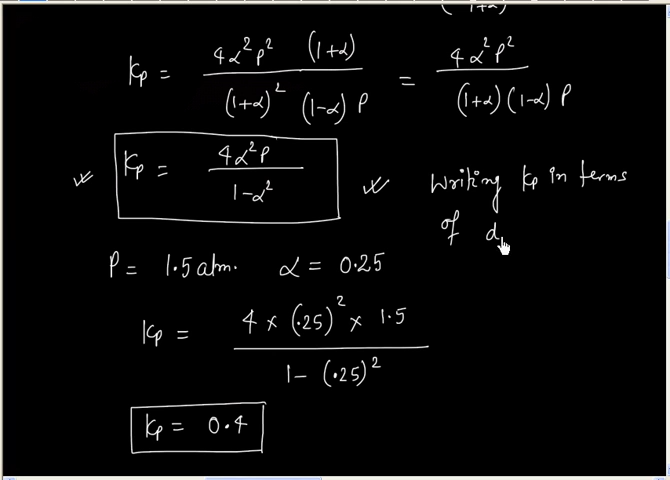 (1+α)
Kp = 4α²P² (1+α) / (1+α)² (1-α) P = 4α²P² / (1+α)(1-α) P
Kp = 4α²P / 1-α²
Writing Kp in terms
of d
P = 1.5 atm. α = 0.25
Kp = 4 × (.25)² × 1.5 / 1 - (.25)²
Kp = 0.4